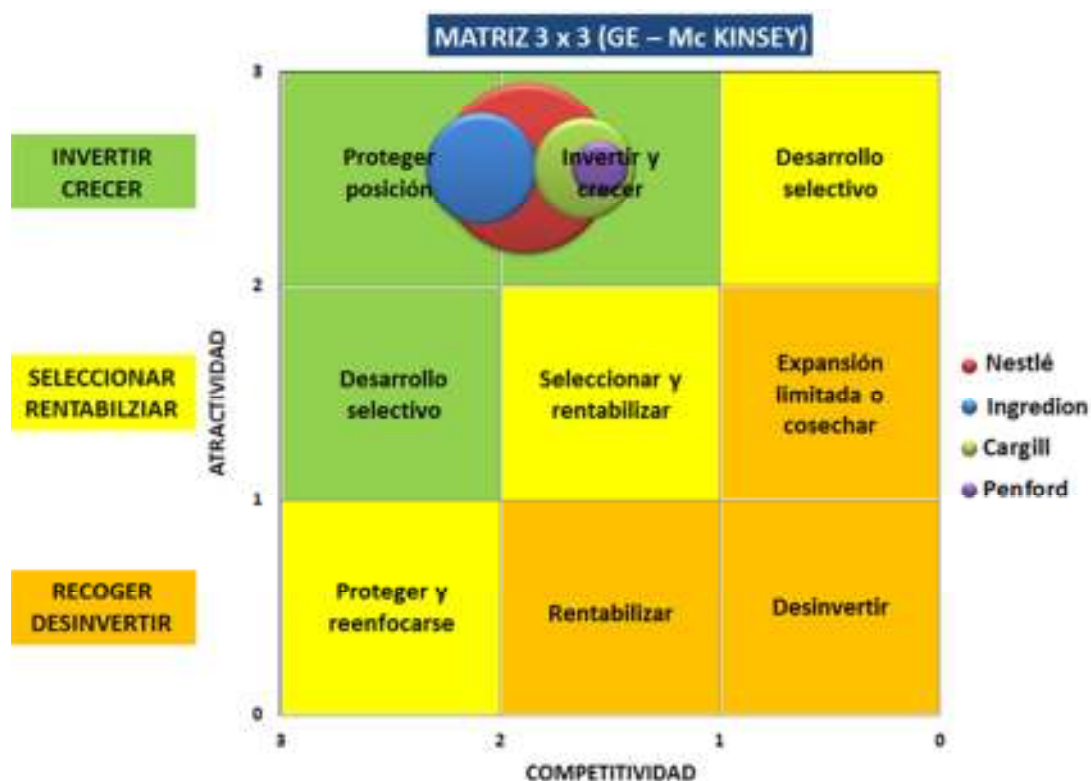 MATRIZ 3 x 3 (GE – Mc KINSEY)
3
INVERTIR
CRECER
Proteger
posición
Invertir y
crecer
Desarrollo
selectivo
2
SELECCIONAR
RENTABILZIAR
ATRACTIVIDAD
Desarrollo
selectivo
Seleccionar y
rentabilizar
Expansión
limitada o
cosechar
Nestlé
Ingredion
Cargill
Penford
1
RECOGER
DESINVERTIR
Proteger y
reenfocarse
Rentabilizar
Desinvertir
0
3
2
1
0
COMPETITIVIDAD